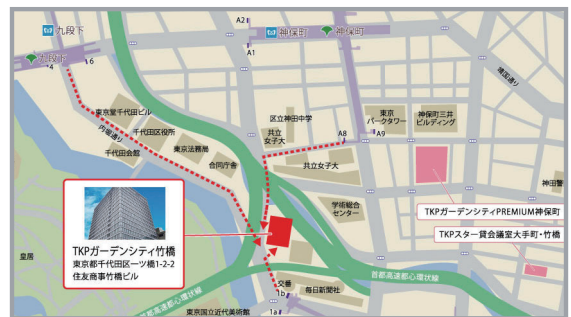 九段下
A2
神保町
神保町
A1
九段下
4
6
靖国通り
東京堂千代田ビル
内堀通り
千代田区役所
千代田会館
東京法務局
合同庁舎
区立神田中学
共立
女子大
A8
A9
東京
パークタワー
神保町三井
ビルディング
共立女子大
神田警
学術総合
センター
TKPガーデンシティPREMIUM神保町
TKPスター貸会議室大手町・竹橋
TKPガーデンシティ竹橋
東京都千代田区一ツ橋1-2-2
住友商事竹橋ビル
皇居
首都高速都心環状線
首都高速都心環状線
交番
1b
毎日新聞社
東京国立近代美術館
1a